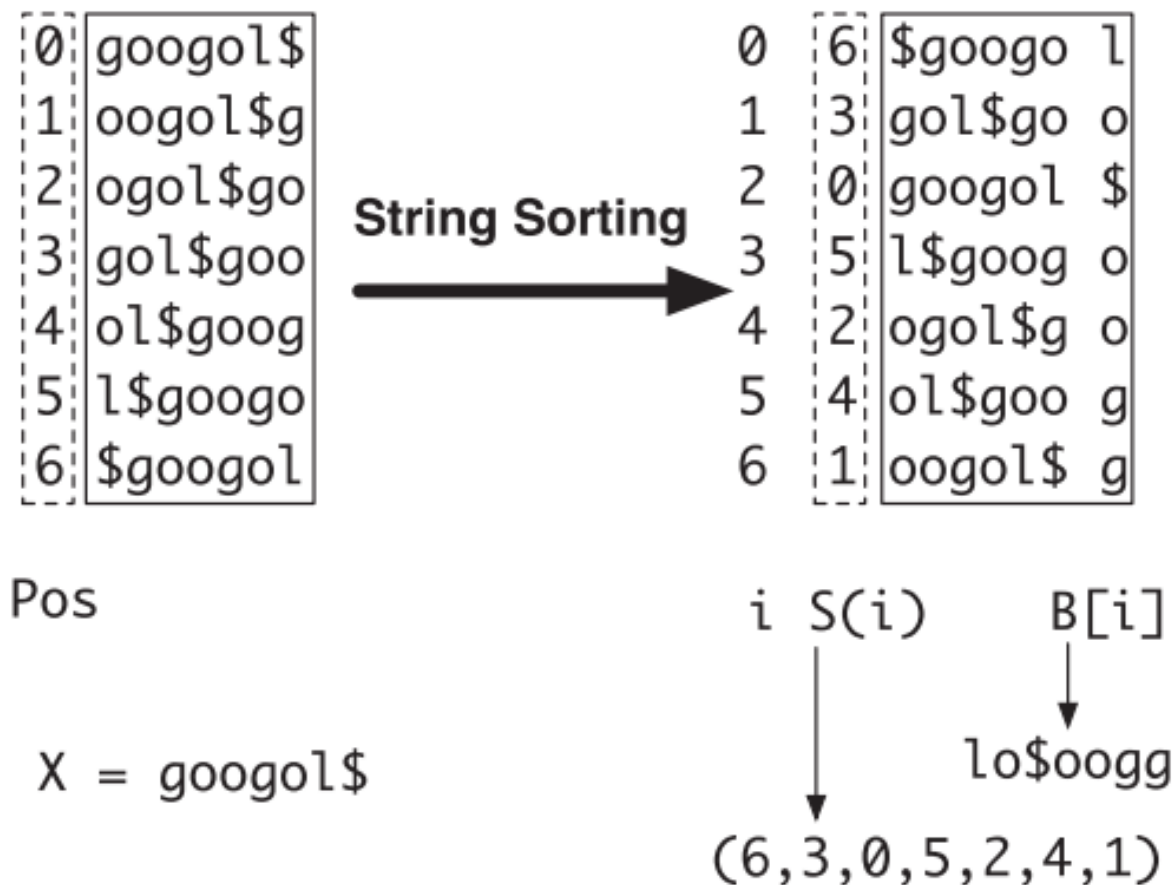 0 googol$ 0 6 $googo l
1 oogol$g 1 3 gol$go o
2 ogol$go 2 0 googol $
String Sorting
3 gol$goo 3 5 l$goog o
4 ol$goog 4 2 ogol$g o
5 l$googo 5 4 ol$goo g
6 $googol 6 1 oogol$ g
Pos i S(i) B[i]
X = googol$ lo$oogg
(6,3,0,5,2,4,1)